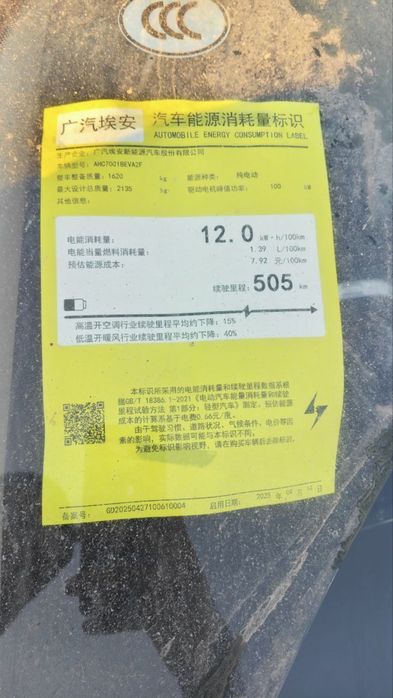 CCC
广汽埃安 汽车能源消耗量标识
AUTOMOBILE ENERGY CONSUMPTION LABEL
生产企业：广汽埃安新能源汽车股份有限公司
车辆型号：AHC7001BEVA2F
整车整备质量：1620 kg 能源种类：纯电动
最大设计总质量：2135 kg 驱动电机峰值功率：100 kW
其他信息：
电能消耗量：12.0 kW·h/100km
电能当量燃料消耗量：1.39 L/100km
预估能源成本：7.92 元/100km
续驶里程：505 km
高温开空调行业续驶里程平均约下降：15%
低温开暖风行业续驶里程平均约下降：40%
本标识所采用的电能消耗量和续驶里程数据系根
据GB/T 18386.1-2021《电动汽车能量消耗量和续驶
里程试验方法 第1部分：轻型汽车》测定，预估能源
成本的计算系基于电费0.66元/度。
由于驾驶习惯、道路状况、气候条件、电价等因
素的影响，实际数据可能与本标识不同。
为避免标识影响视野，请在购买车辆后去除标识。
备案号：GD20250427100610004 启用日期：2025 年